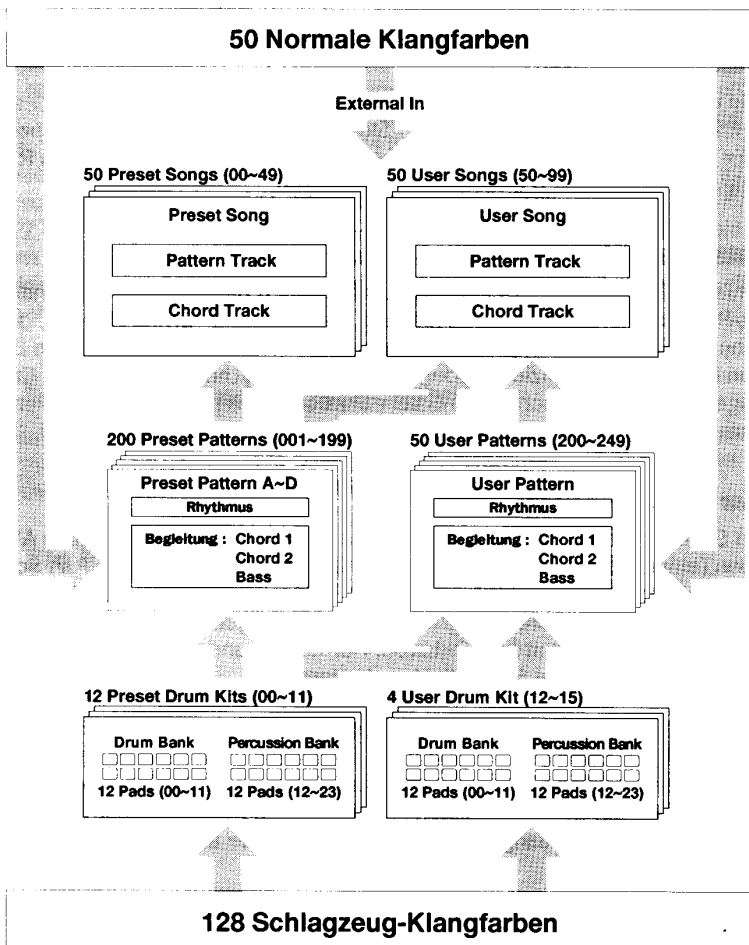 50 Normale Klangfarben
External In
50 Preset Songs (00~49)
50 User Songs (50~99)
Preset Song
User Song
Pattern Track
Pattern Track
Chord Track
Chord Track
200 Preset Patterns (001~199)
50 User Patterns (200~249)
Preset Pattern A~D
User Pattern
Rhythmus
Rhythmus
Begleitung : Chord 1
Chord 2
Bass
Begleitung : Chord 1
Chord 2
Bass
12 Preset Drum Kits (00~11)
4 User Drum Kit (12~15)
Drum Bank
Percussion Bank
Drum Bank
Percussion Bank
12 Pads (00~11)
12 Pads (12~23)
12 Pads (00~11)
12 Pads (12~23)
128 Schlagzeug-Klangfarben